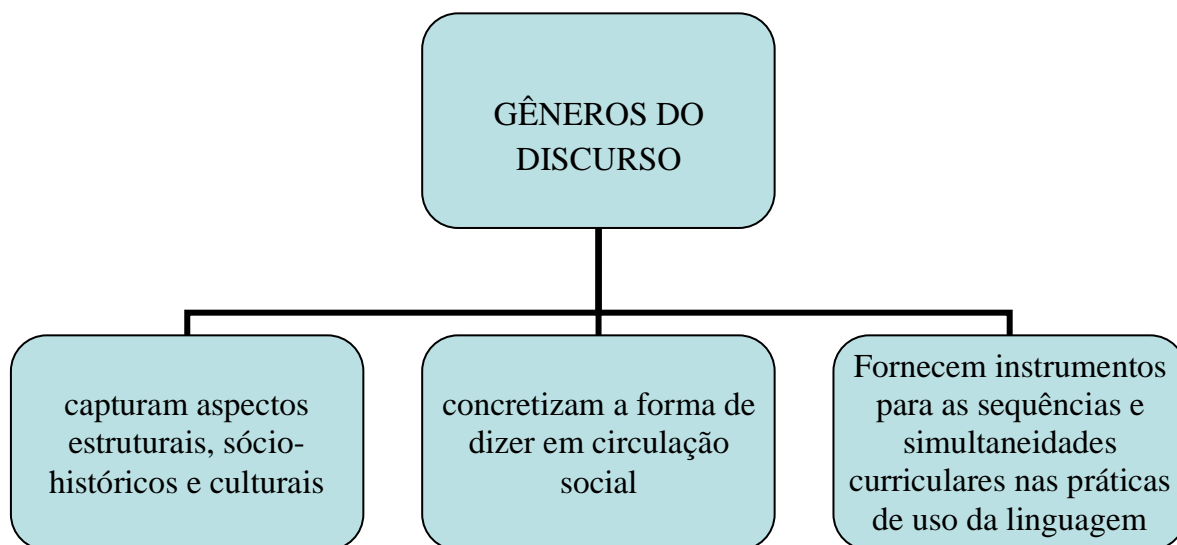 GÊNEROS DO
DISCURSO
capturam aspectos
estruturais, sócio-
históricos e culturais
concretizam a forma de
dizer em circulação
social
Fornecem instrumentos
para as sequências e
simultaneidades
curriculares nas práticas
de uso da linguagem